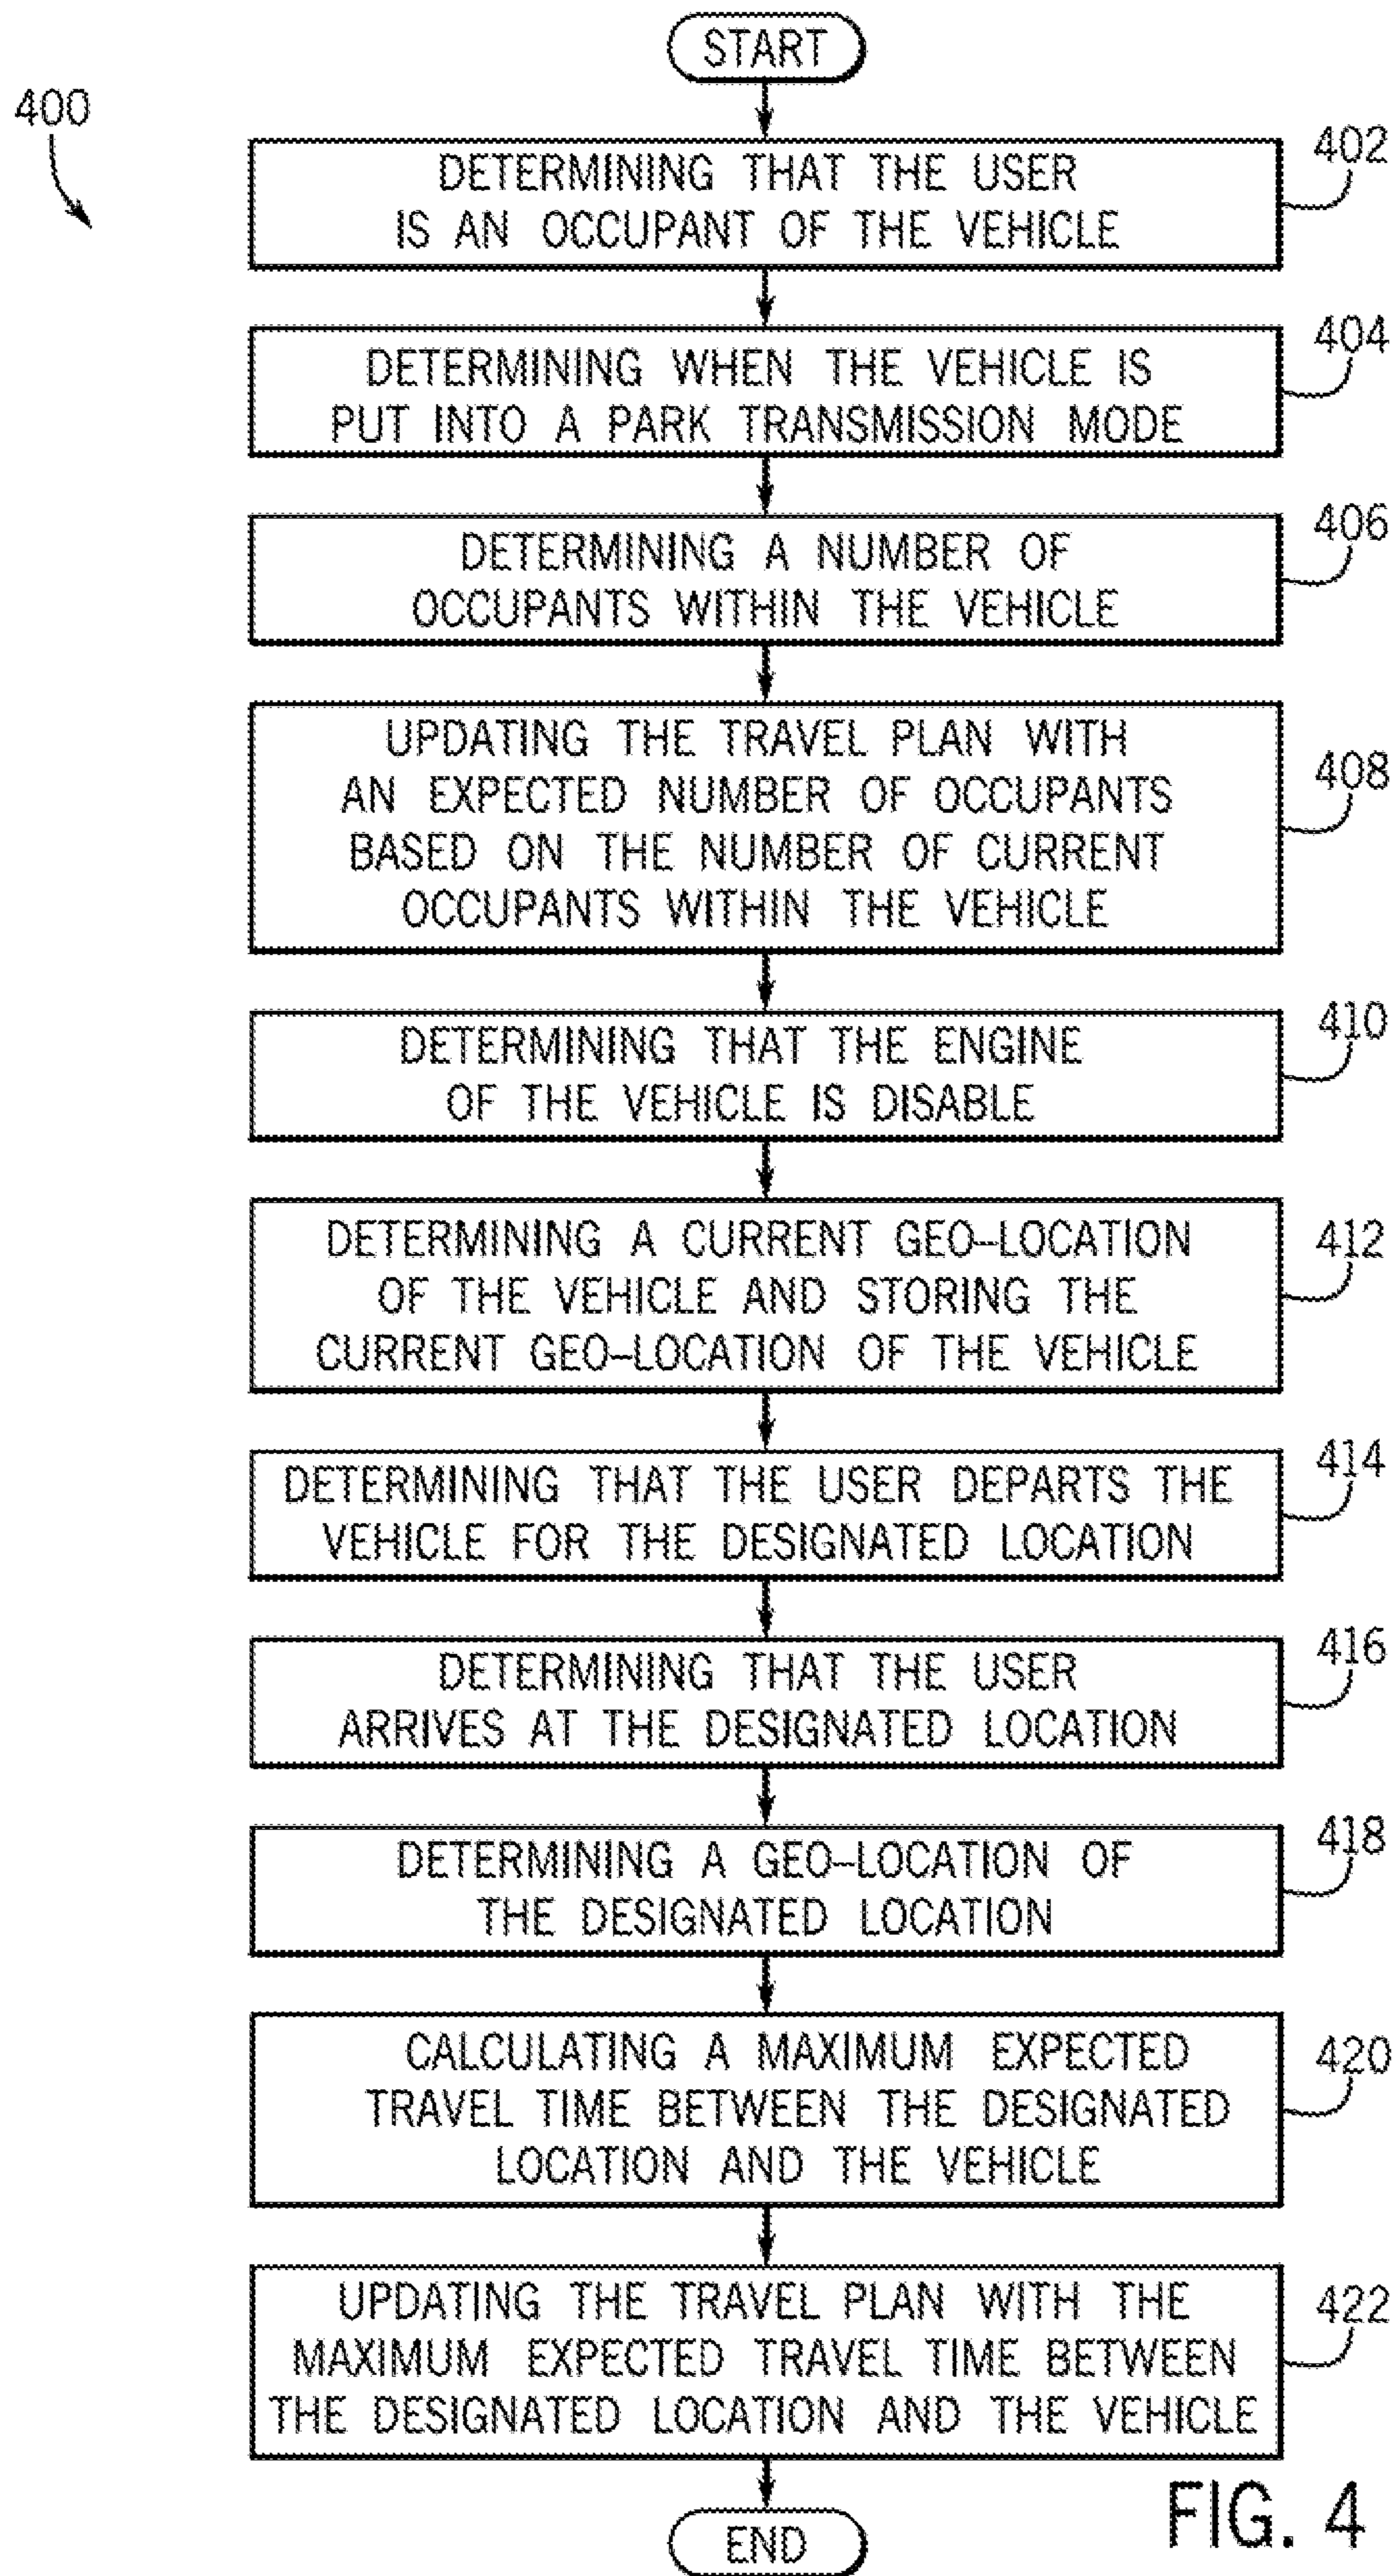 START
400
402
DETERMINING THAT THE USER
IS AN OCCUPANT OF THE VEHICLE
404
DETERMINING WHEN THE VEHICLE IS
PUT INTO A PARK TRANSMISSION MODE
406
DETERMINING A NUMBER OF
OCCUPANTS WITHIN THE VEHICLE
408
UPDATING THE TRAVEL PLAN WITH
AN EXPECTED NUMBER OF OCCUPANTS
BASED ON THE NUMBER OF CURRENT
OCCUPANTS WITHIN THE VEHICLE
410
DETERMINING THAT THE ENGINE
OF THE VEHICLE IS DISABLE
412
DETERMINING A CURRENT GEO–LOCATION
OF THE VEHICLE AND STORING THE
CURRENT GEO–LOCATION OF THE VEHICLE
414
DETERMINING THAT THE USER DEPARTS THE
VEHICLE FOR THE DESIGNATED LOCATION
416
DETERMINING THAT THE USER
ARRIVES AT THE DESIGNATED LOCATION
418
DETERMINING A GEO–LOCATION OF
THE DESIGNATED LOCATION
420
CALCULATING A MAXIMUM EXPECTED
TRAVEL TIME BETWEEN THE DESIGNATED
LOCATION AND THE VEHICLE
422
UPDATING THE TRAVEL PLAN WITH THE
MAXIMUM EXPECTED TRAVEL TIME BETWEEN
THE DESIGNATED LOCATION AND THE VEHICLE
END
FIG. 4